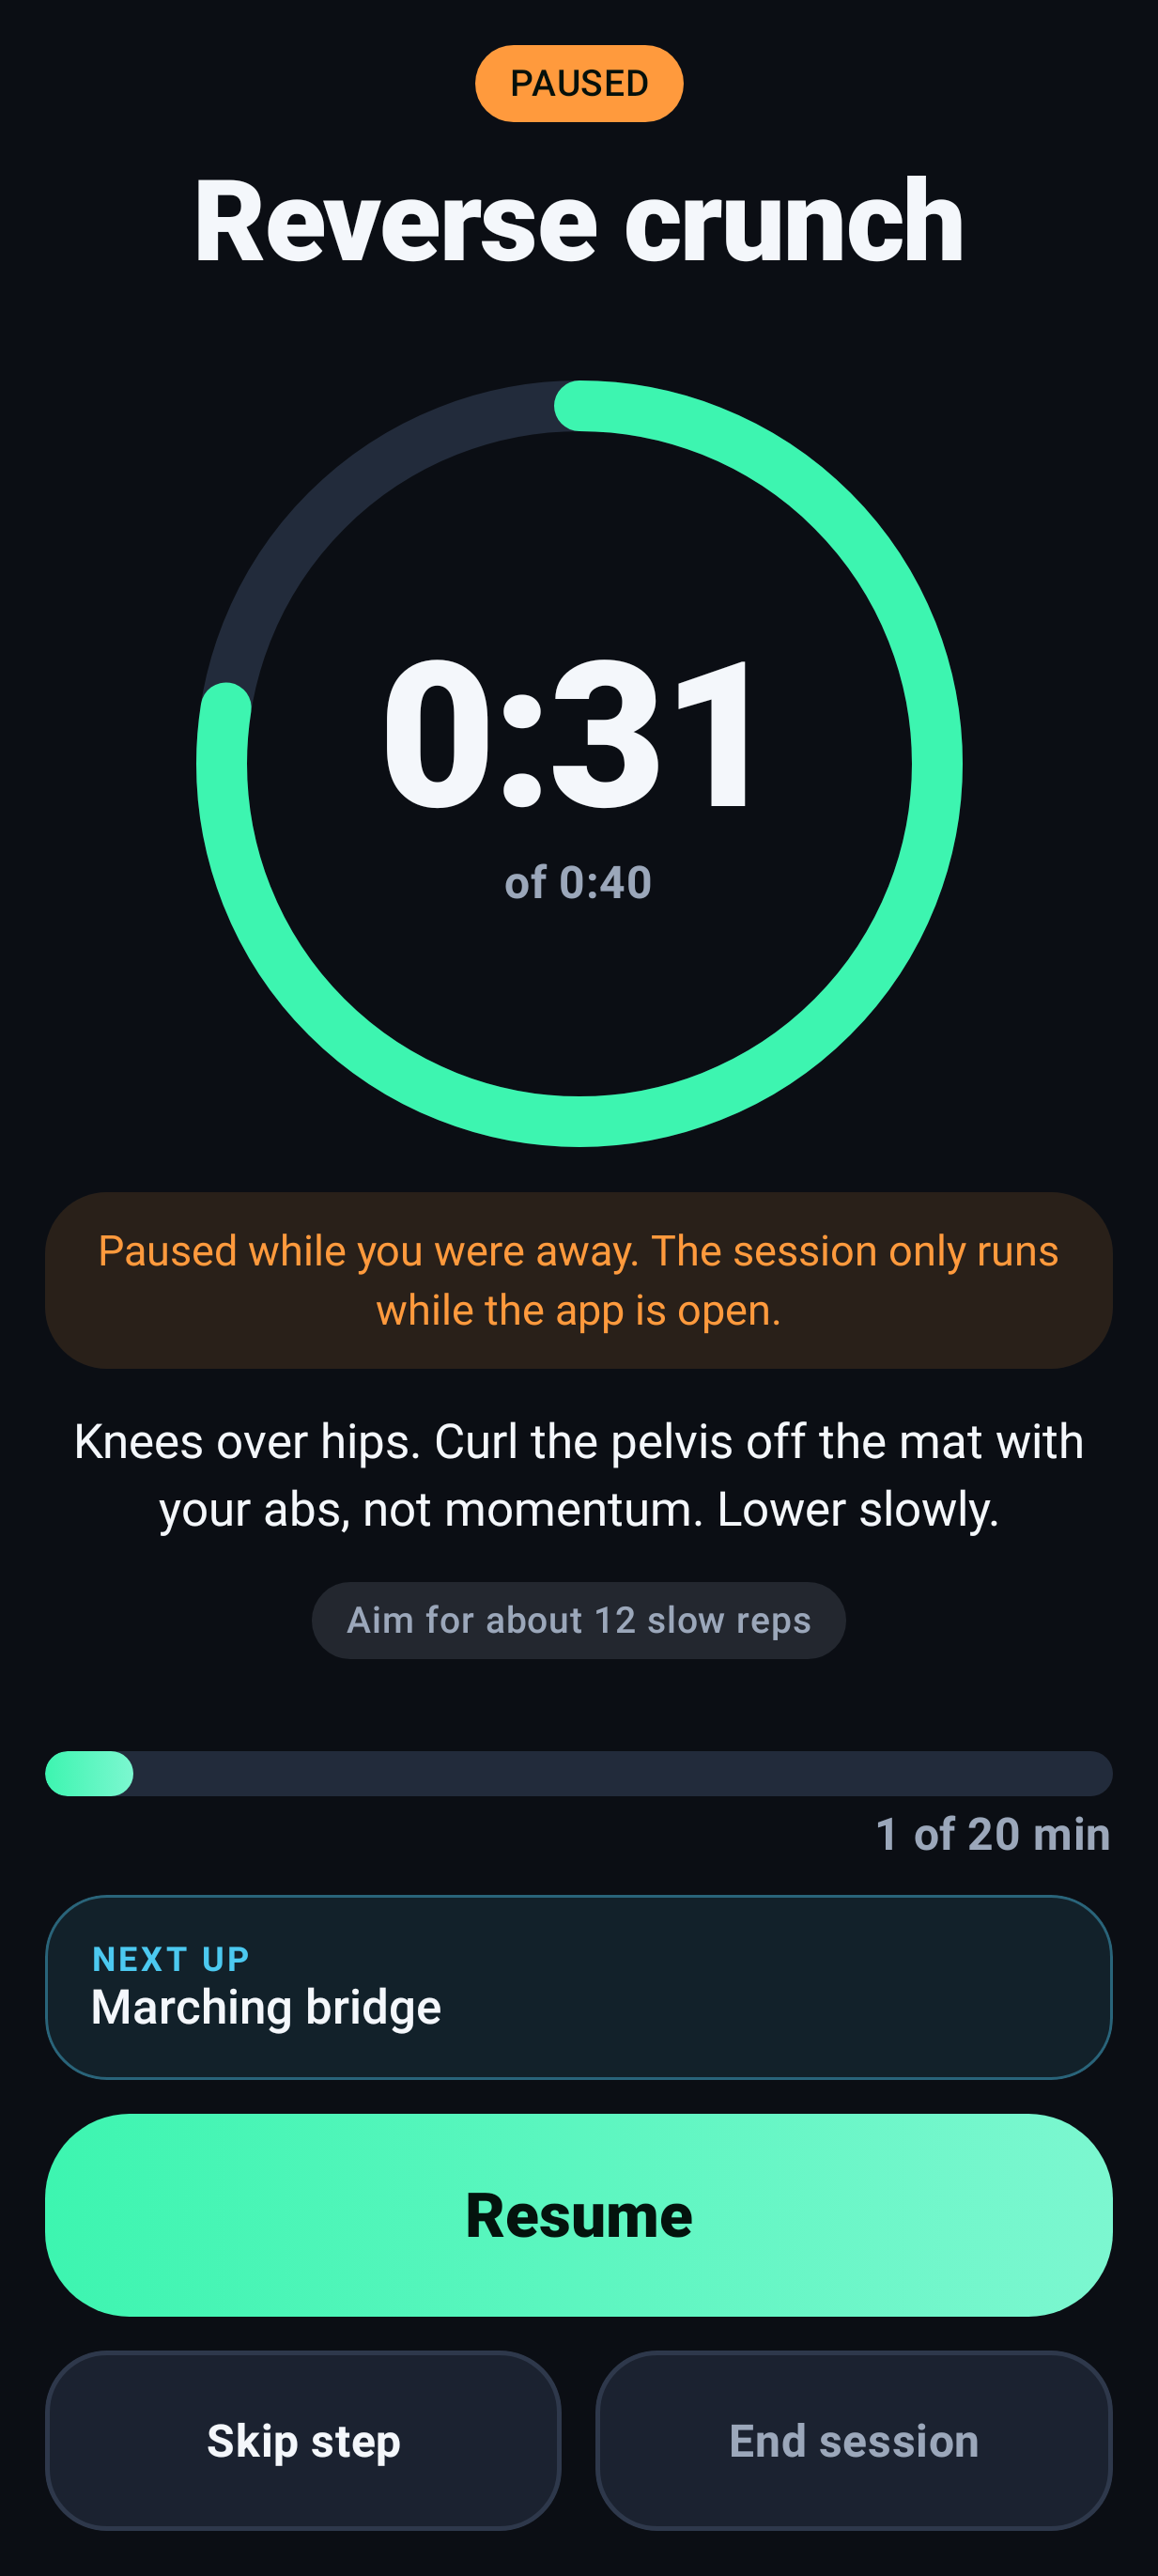 PAUSED
Reverse crunch
0:31
of 0:40
Paused while you were away. The session only runs
while the app is open.
Knees over hips. Curl the pelvis off the mat with
your abs, not momentum. Lower slowly.
Aim for about 12 slow reps
1 of 20 min
NEXT UP
Marching bridge
Resume
Skip step
End session